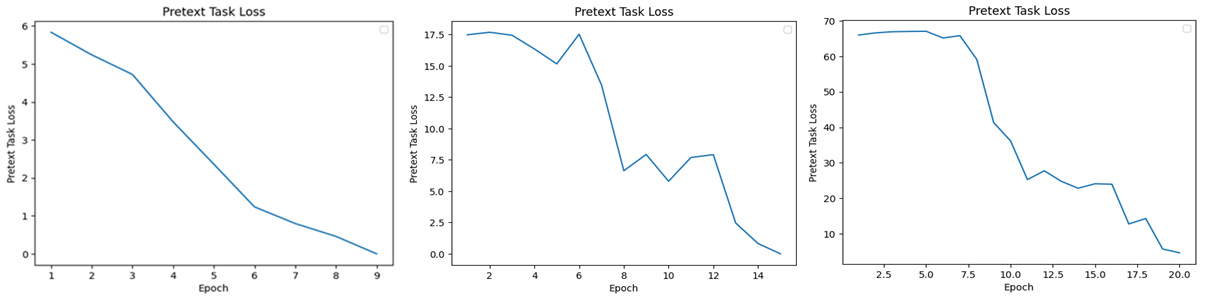 Pretext Task Loss
Pretext Task Loss
6
5
4
3
2
1
0
1 2 3 4 5 6 7 8 9
Epoch
Pretext Task Loss
Pretext Task Loss
17.5
15.0
12.5
10.0
7.5
5.0
2.5
0.0
2 4 6 8 10 12 14
Epoch
Pretext Task Loss
Pretext Task Loss
70
60
50
40
30
20
10
2.5 5.0 7.5 10.0 12.5 15.0 17.5 20.0
Epoch